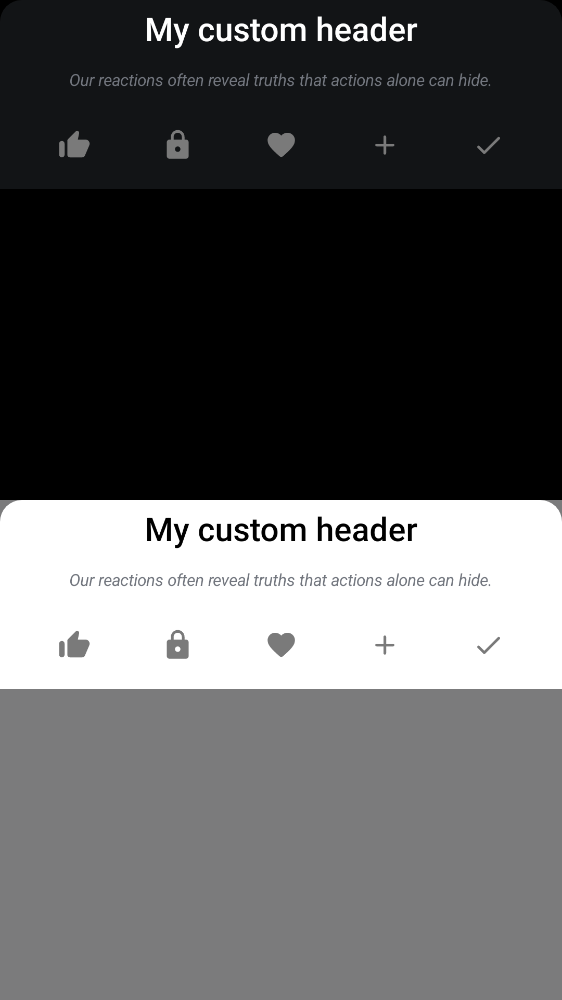 My custom header
Our reactions often reveal truths that actions alone can hide.
My custom header
Our reactions often reveal truths that actions alone can hide.